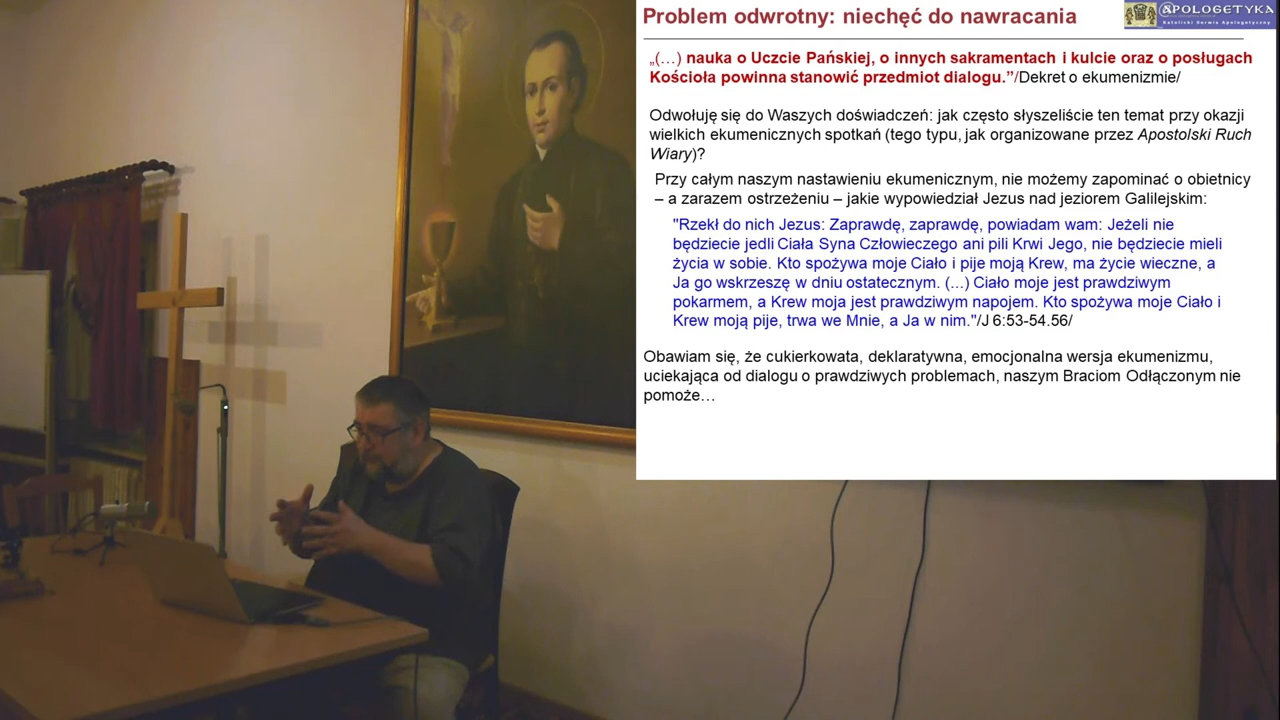 Problem odwrotny: niechęć do nawracania
APOLOGETYKA
Katolicki Serwis Apologetyczny
„(…) nauka o Uczcie Pańskiej, o innych sakramentach i kulcie oraz o posługach
Kościoła powinna stanowić przedmiot dialogu.”/Dekret o ekumenizmie/
Odwołuję się do Waszych doświadczeń: jak często słyszeliście ten temat przy okazji
wielkich ekumenicznych spotkań (tego typu, jak organizowane przez Apostolski Ruch
Wiary)?
Przy całym naszym nastawieniu ekumenicznym, nie możemy zapominać o obietnicy
– a zarazem ostrzeżeniu – jakie wypowiedział Jezus nad jeziorem Galilejskim:
"Rzekł do nich Jezus: Zaprawdę, zaprawdę, powiadam wam: Jeżeli nie
będziecie jedli Ciała Syna Człowieczego ani pili Krwi Jego, nie będziecie mieli
życia w sobie. Kto spożywa moje Ciało i pije moją Krew, ma życie wieczne, a
Ja go wskrzeszę w dniu ostatecznym. (...) Ciało moje jest prawdziwym
pokarmem, a Krew moja jest prawdziwym napojem. Kto spożywa moje Ciało i
Krew moją pije, trwa we Mnie, a Ja w nim."/J 6:53-54.56/
Obawiam się, że cukierkowata, deklaratywna, emocjonalna wersja ekumenizmu,
uciekająca od dialogu o prawdziwych problemach, naszym Braciom Odłączonym nie
pomoże…